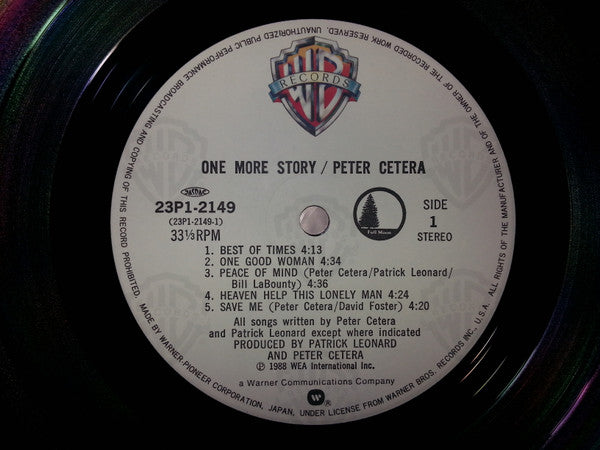 WB
RECORDS
ONE MORE STORY / PETER CETERA
JASRAC
23P1-2149
(23P1-2149-1)
33⅓RPM
Full Moon
SIDE
1
STEREO
1. BEST OF TIMES 4:13
2. ONE GOOD WOMAN 4:34
3. PEACE OF MIND (Peter Cetera/Patrick Leonard/
Bill LaBounty) 4:36
4. HEAVEN HELP THIS LONELY MAN 4:24
5. SAVE ME (Peter Cetera/David Foster) 4:20
All songs written by Peter Cetera
and Patrick Leonard except where indicated
PRODUCED BY PATRICK LEONARD
AND PETER CETERA
℗ 1988 WEA International Inc.
a Warner Communications Company
®
MADE BY WARNER-PIONEER CORPORATION, JAPAN, UNDER LICENSE FROM WARNER BROS. RECORDS INC. U.S.A. ALL RIGHTS OF THE MANUFACTURER AND OF THE OWNER OF THE RECORDED WORK RESERVED. UNAUTHORIZED PUBLIC PERFORMANCE BROADCASTING AND COPYING OF THIS RECORD PROHIBITED.